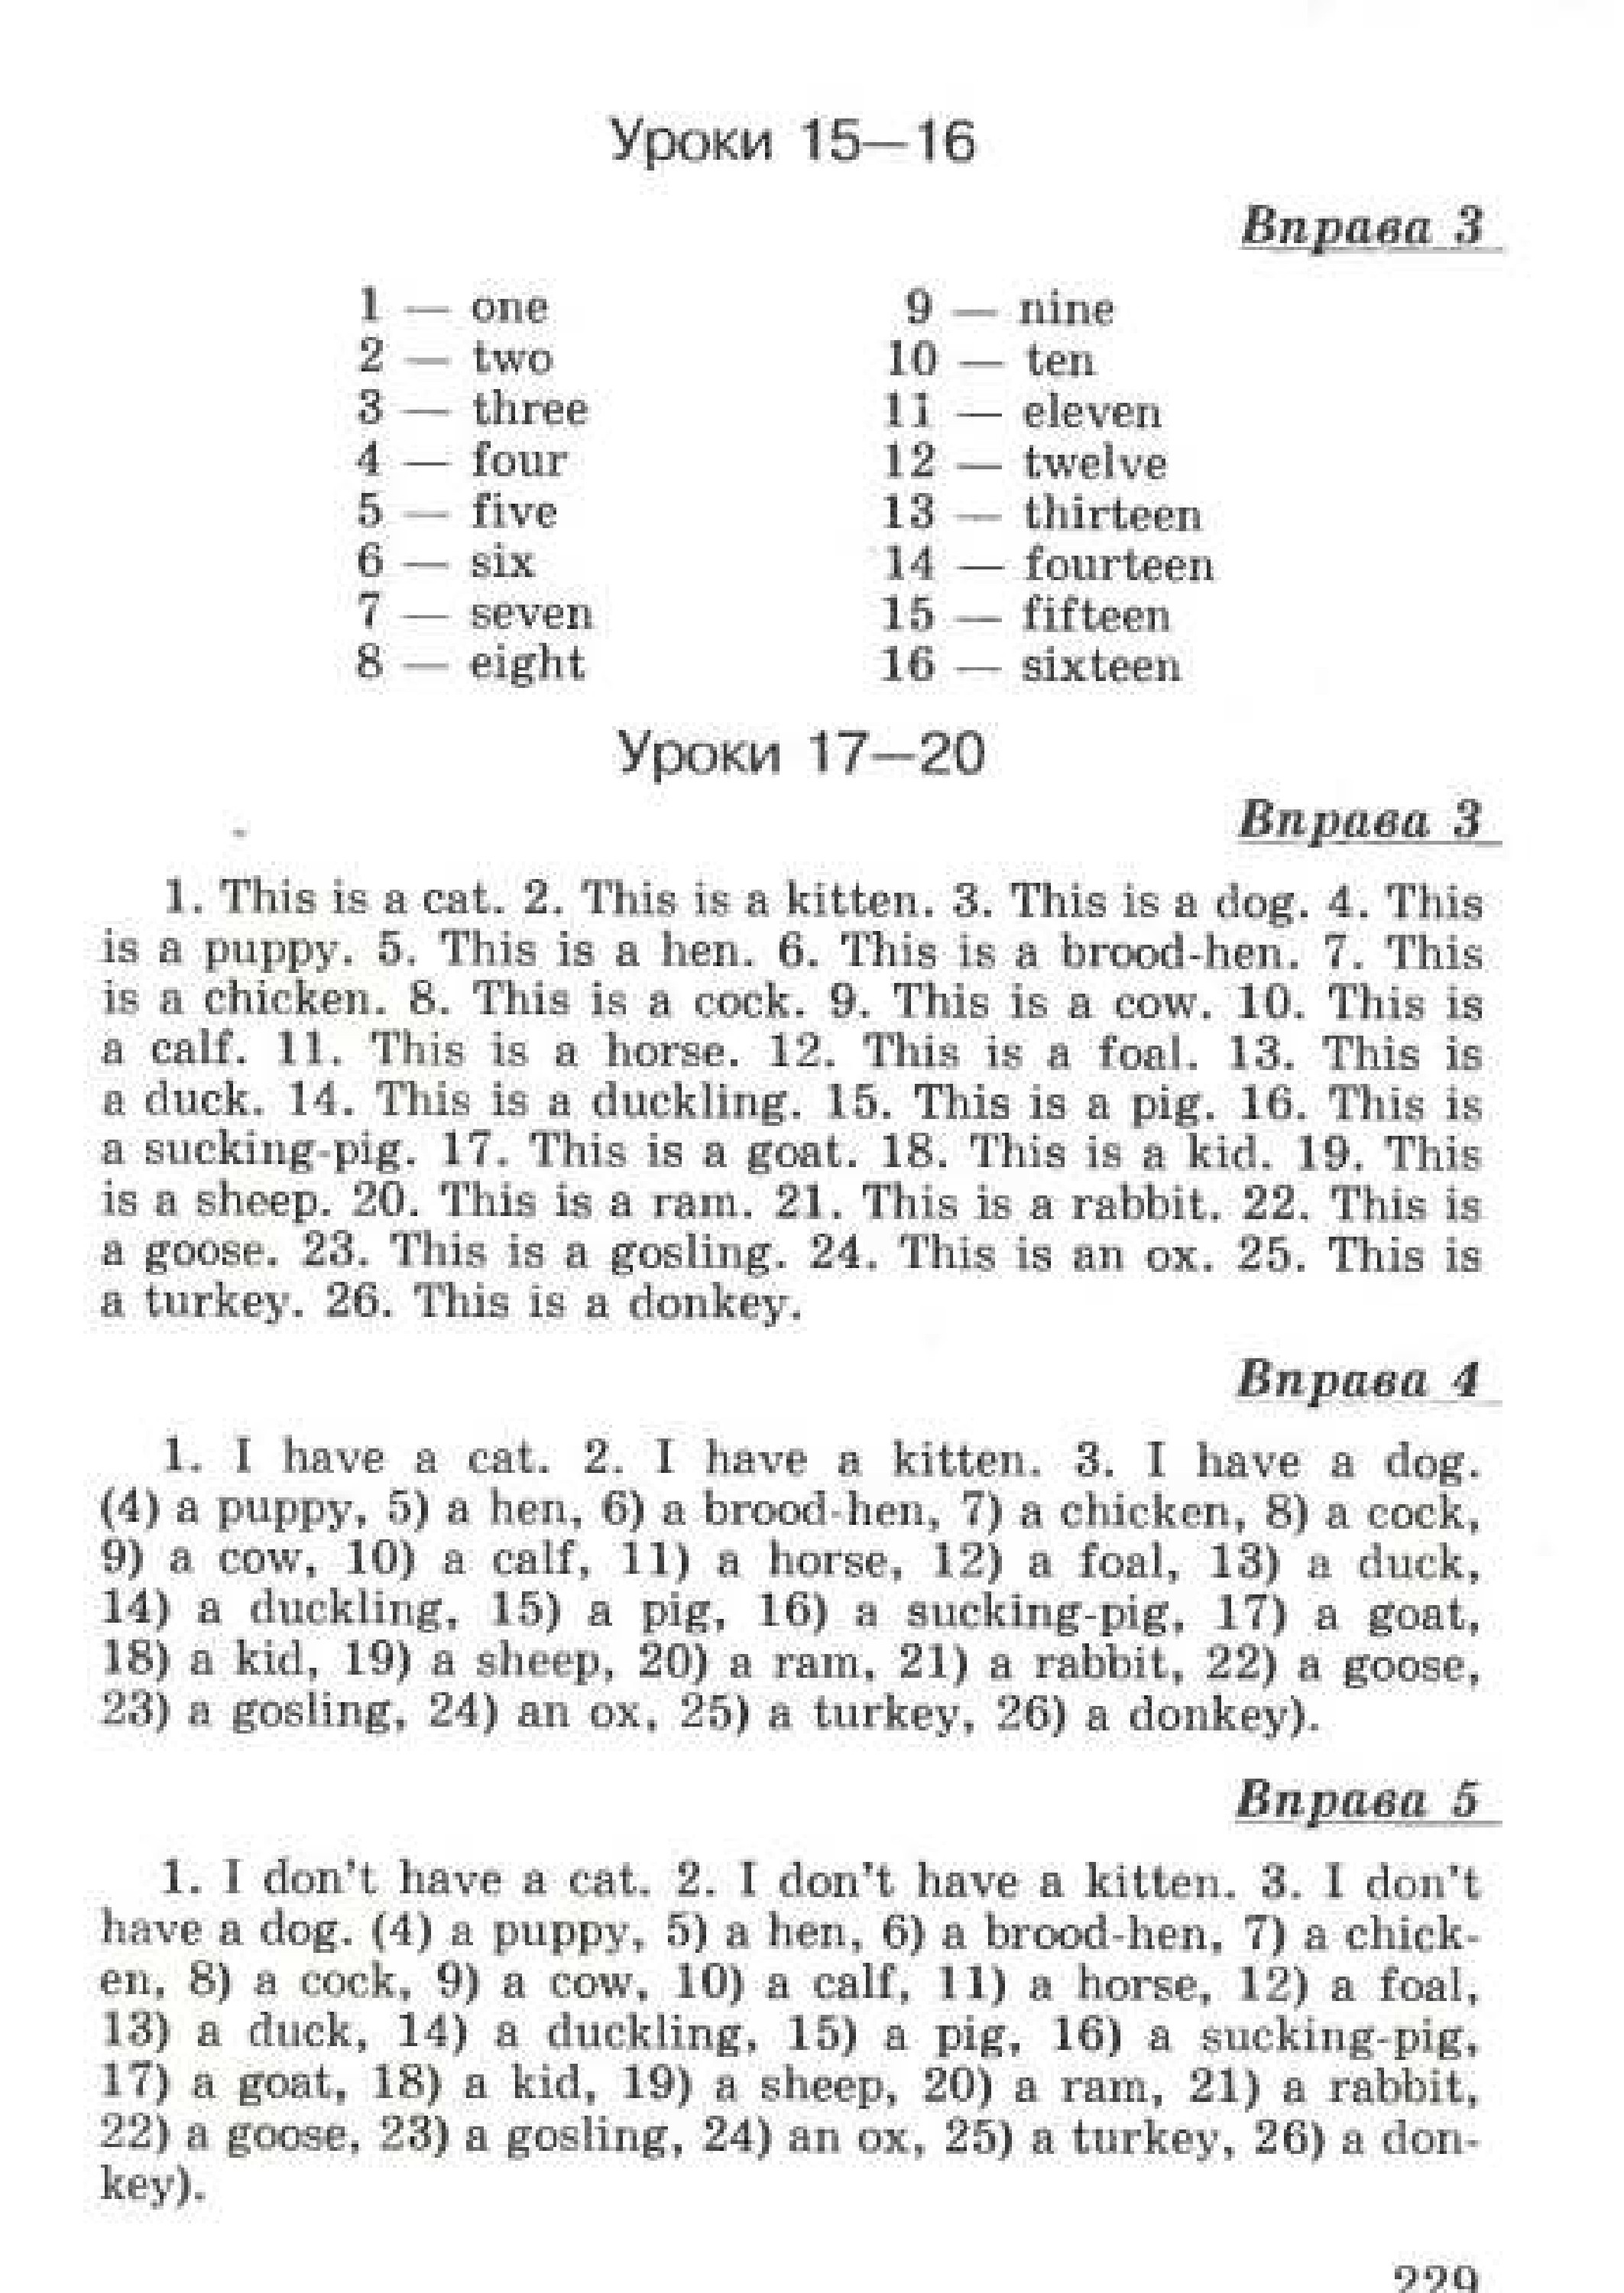 Уроки 15—16
Вправа 3
1 — one
2 — two
3 — three
4 — four
5 — five
6 — six
7 — seven
8 — eight
9 — nine
10 — ten
11 — eleven
12 — twelve
13 — thirteen
14 — fourteen
15 — fifteen
16 — sixteen
Уроки 17—20
Вправа 3
1. This is a cat. 2. This is a kitten. 3. This is a dog. 4. This
is a puppy. 5. This is a hen. 6. This is a brood-hen. 7. This
is a chicken. 8. This is a cock. 9. This is a cow. 10. This is
a calf. 11. This is a horse. 12. This is a foal. 13. This is
a duck. 14. This is a duckling. 15. This is a pig. 16. This is
a sucking-pig. 17. This is a goat. 18. This is a kid. 19. This
is a sheep. 20. This is a ram. 21. This is a rabbit. 22. This is
a goose. 23. This is a gosling. 24. This is an ox. 25. This is
a turkey. 26. This is a donkey.
Вправа 4
1. I have a cat. 2. I have a kitten. 3. I have a dog.
(4) a puppy, 5) a hen, 6) a brood-hen, 7) a chicken, 8) a cock,
9) a cow, 10) a calf, 11) a horse, 12) a foal, 13) a duck,
14) a duckling, 15) a pig, 16) a sucking-pig, 17) a goat,
18) a kid, 19) a sheep, 20) a ram, 21) a rabbit, 22) a goose,
23) a gosling, 24) an ox, 25) a turkey, 26) a donkey).
Вправа 5
1. I don't have a cat. 2. I don't have a kitten. 3. I don't
have a dog. (4) a puppy, 5) a hen, 6) a brood-hen, 7) a chick-
en, 8) a cock, 9) a cow, 10) a calf, 11) a horse, 12) a foal,
13) a duck, 14) a duckling, 15) a pig, 16) a sucking-pig,
17) a goat, 18) a kid, 19) a sheep, 20) a ram, 21) a rabbit,
22) a goose, 23) a gosling, 24) an ox, 25) a turkey, 26) a don-
key).
229